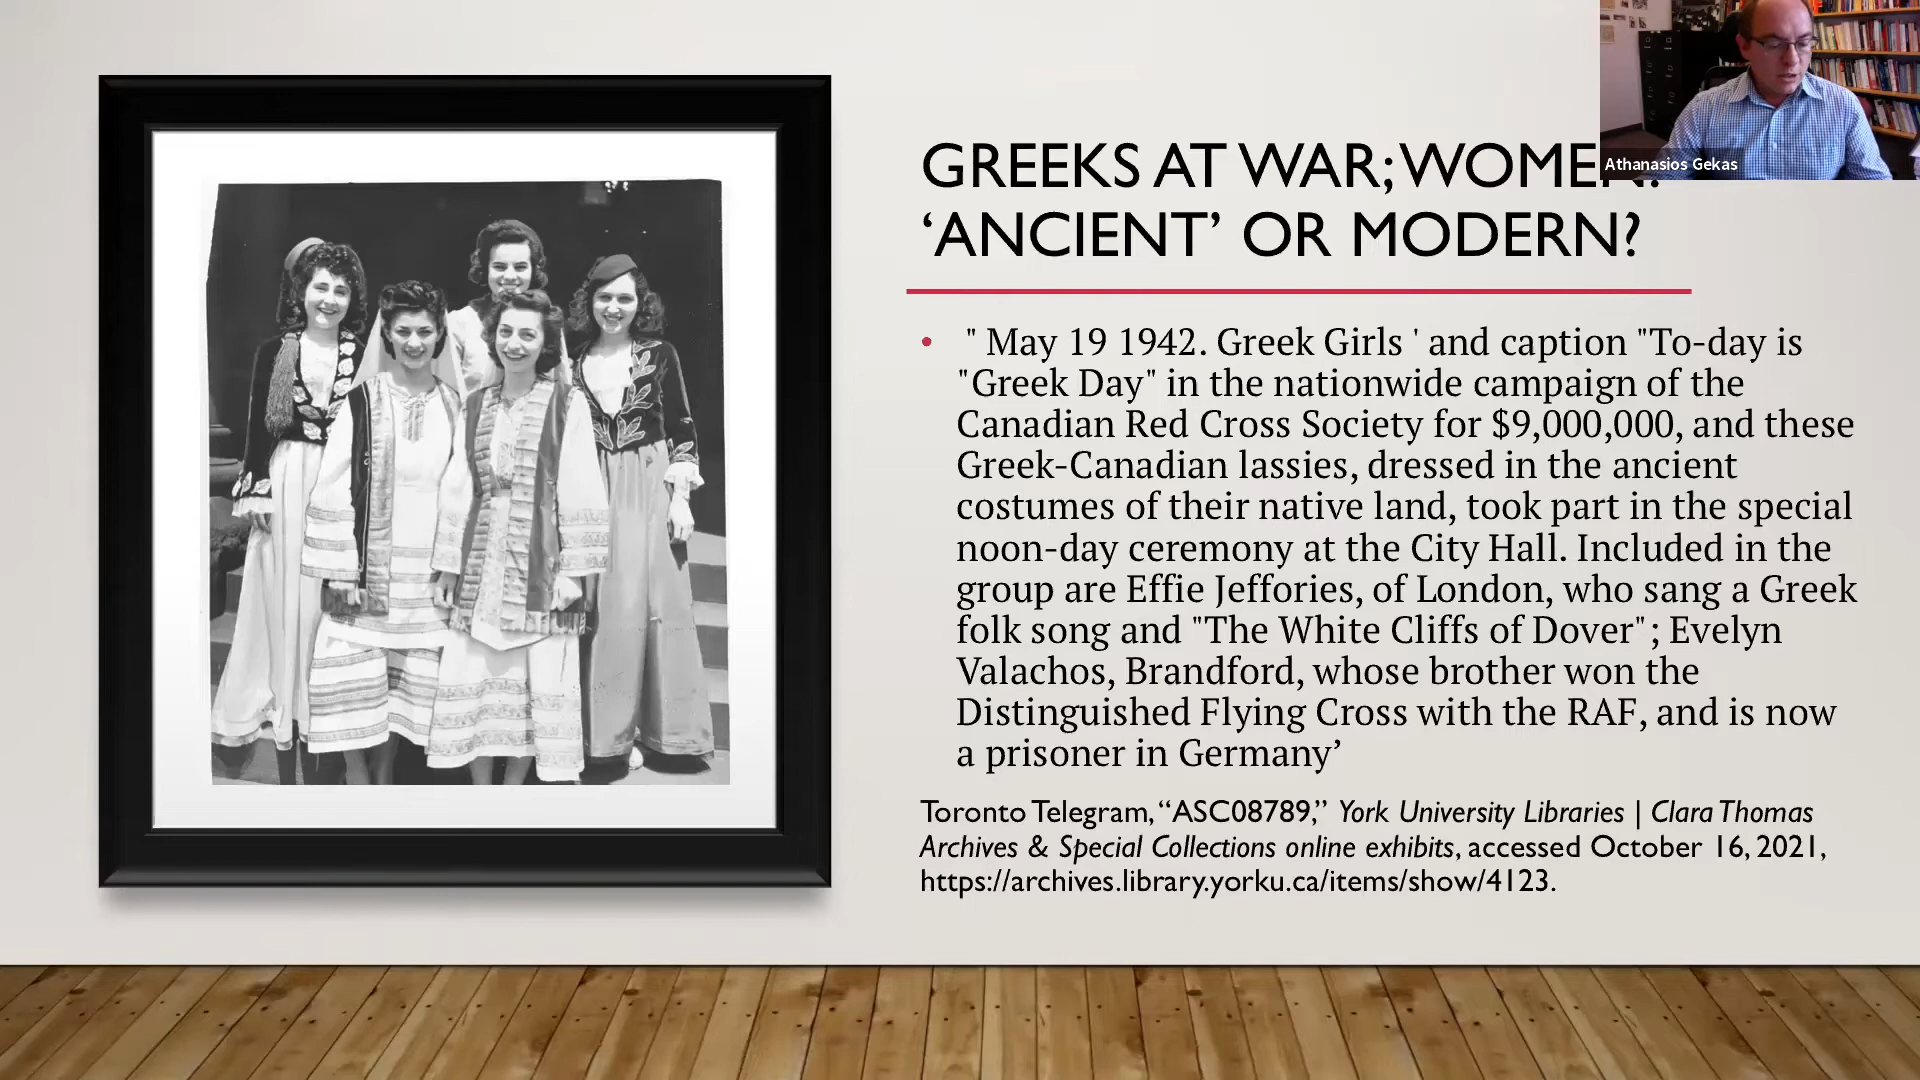 GREEKS AT WAR; WOMEN:
‘ANCIENT’ OR MODERN?
Athanasios Gekas
• " May 19 1942. Greek Girls ' and caption "To-day is
"Greek Day" in the nationwide campaign of the
Canadian Red Cross Society for $9,000,000, and these
Greek-Canadian lassies, dressed in the ancient
costumes of their native land, took part in the special
noon-day ceremony at the City Hall. Included in the
group are Effie Jeffories, of London, who sang a Greek
folk song and "The White Cliffs of Dover"; Evelyn
Valachos, Brandford, whose brother won the
Distinguished Flying Cross with the RAF, and is now
a prisoner in Germany’
Toronto Telegram, “ASC08789,” York University Libraries | Clara Thomas
Archives & Special Collections online exhibits, accessed October 16, 2021,
https://archives.library.yorku.ca/items/show/4123.